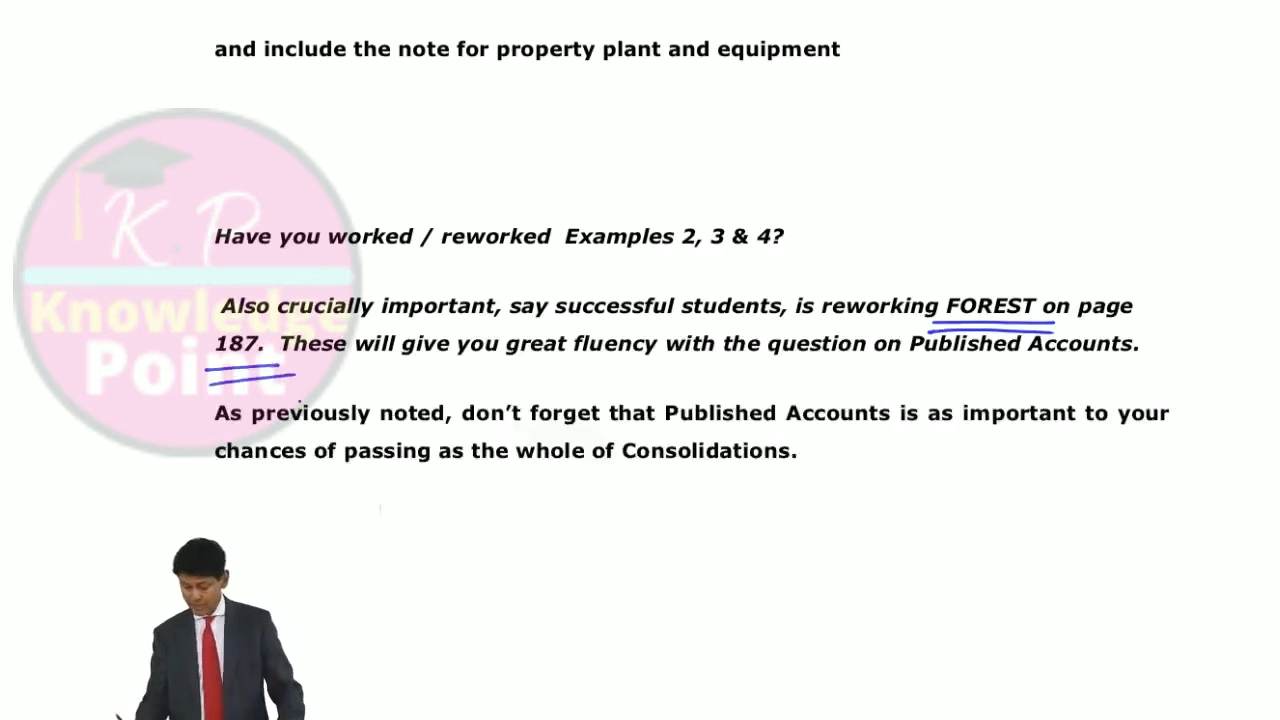 and include the note for property plant and equipment
K.P
Knowledge
Point
Have you worked / reworked Examples 2, 3 & 4?
Also crucially important, say successful students, is reworking FOREST on page
187. These will give you great fluency with the question on Published Accounts.
As previously noted, don’t forget that Published Accounts is as important to your
chances of passing as the whole of Consolidations.